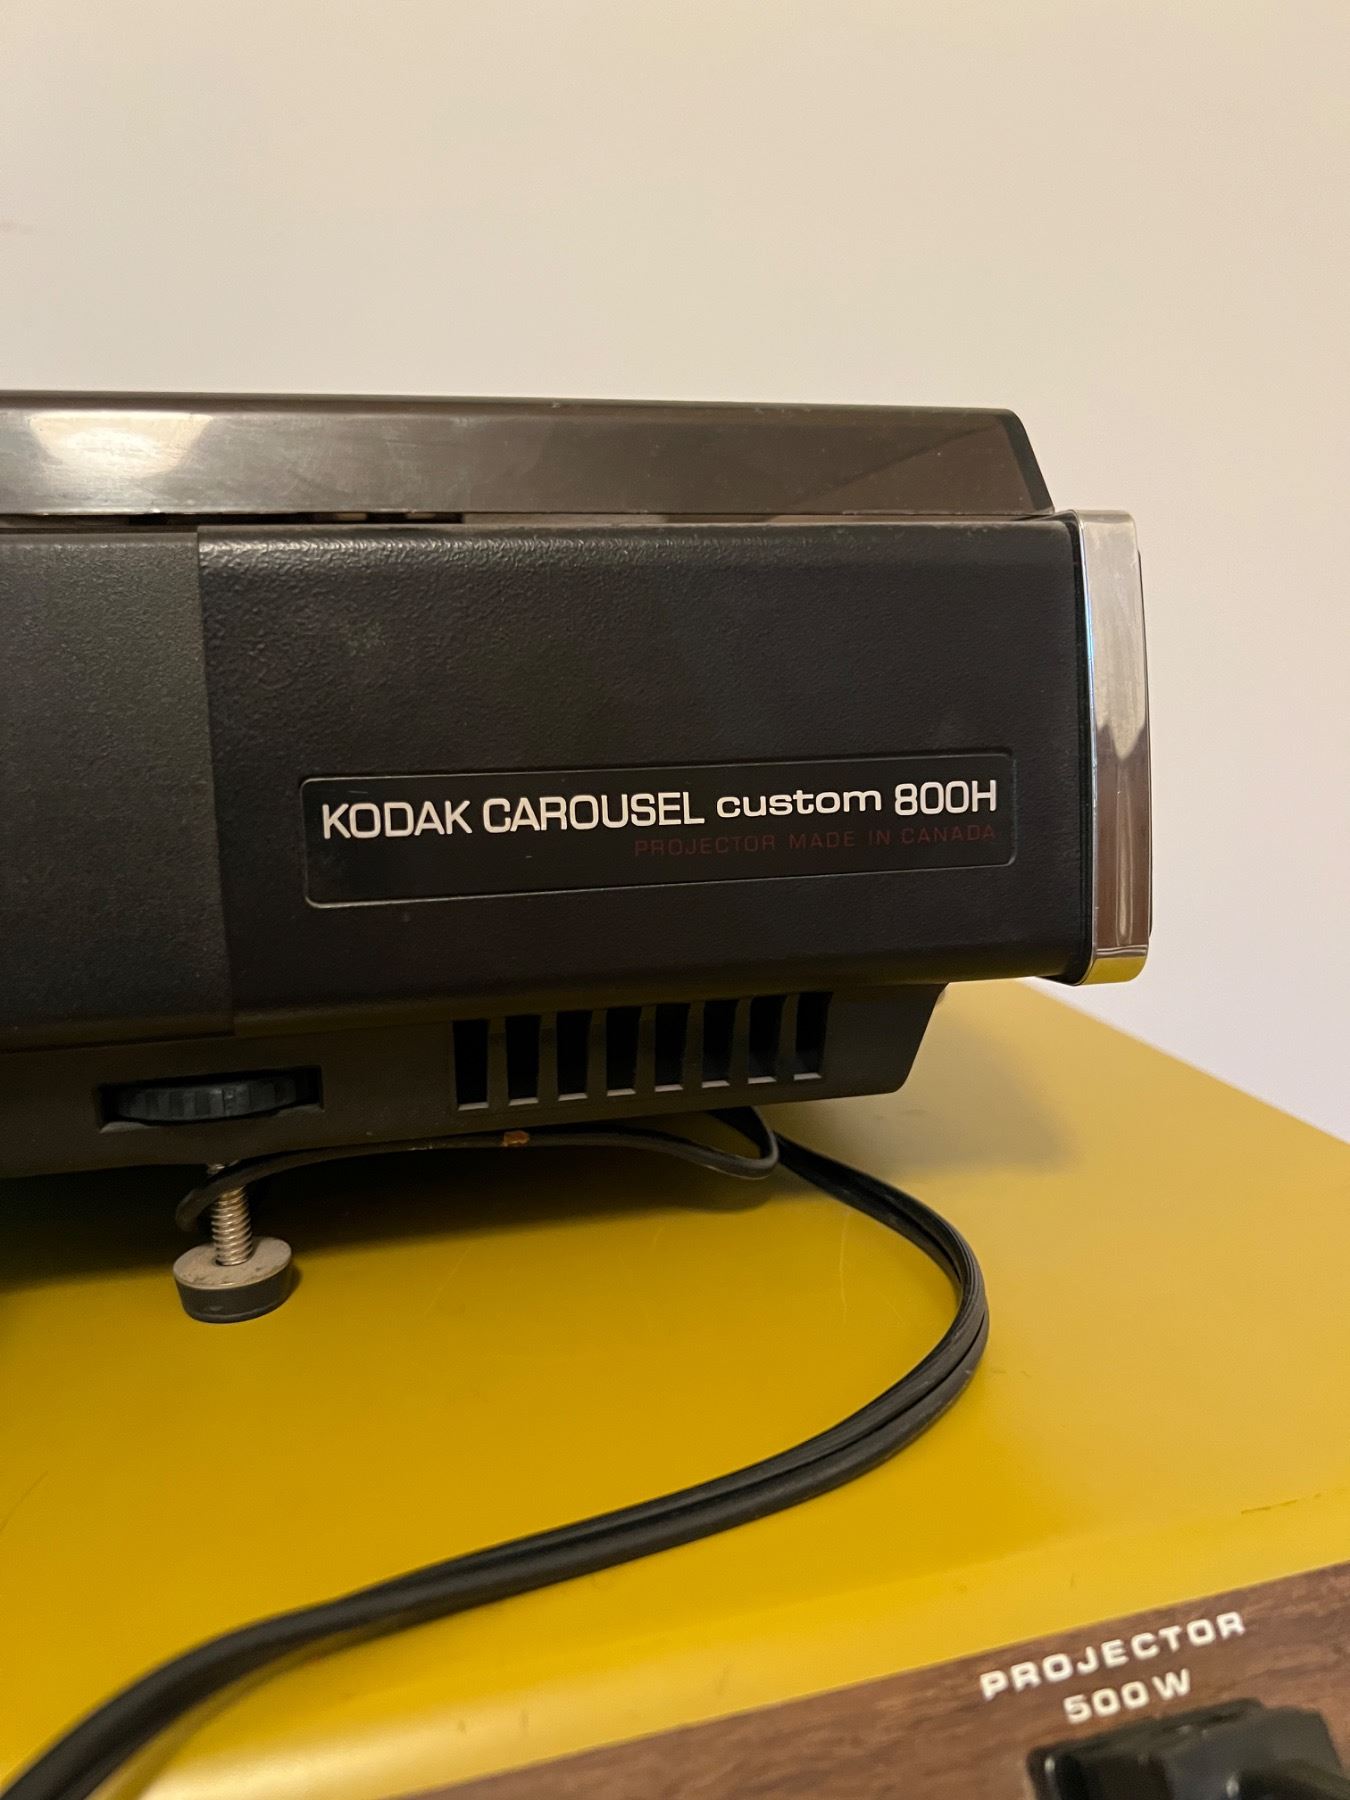 KODAK CAROUSEL custom 800H
PROJECTOR MADE IN CANADA
PROJECTOR
500W